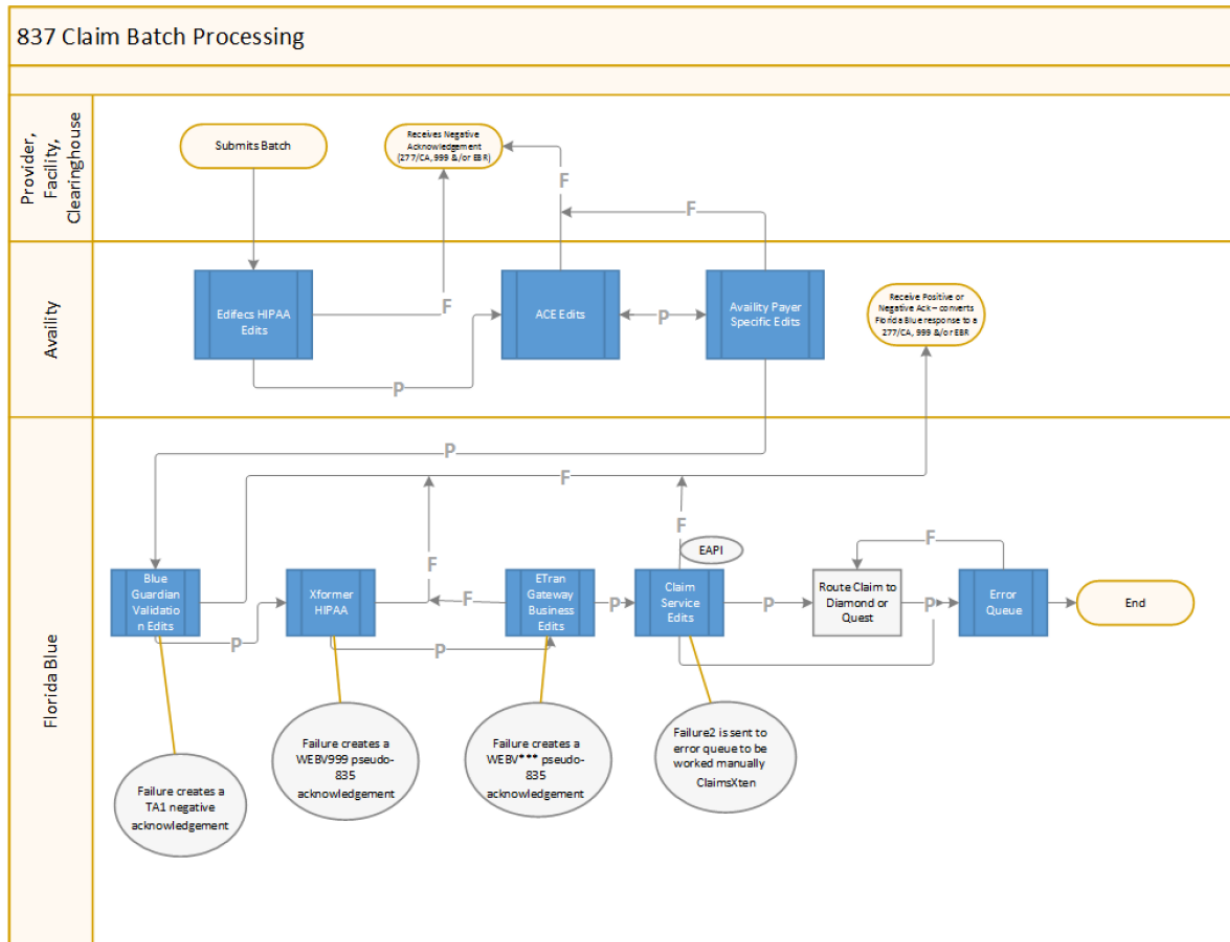 837 Claim Batch Processing
Provider,
Facility,
Clearinghouse
Submits Batch
Receives Negative
Acknowledgement
(277/CA, 999 &/or EBR)
F
F
F
Availity
Edifecs HIPAA
Edits
F
ACE Edits
P
Availity Payer
Specific Edits
Receive Positive or
Negative Ack – converts
Florida Blue response to a
277/CA, 999 &/or EBR
P
Florida Blue
P
F
F
F
EAPI
F
Blue
Guardian
Validatio
n Edits
P
Xformer
HIPAA
F
P
ETran
Gateway
Business
Edits
P
Claim
Service
Edits
P
Route Claim to
Diamond or
Quest
P
P
Error
Queue
End
Failure creates a
TA1 negative
acknowledgement
Failure creates a
WEBV999 pseudo-
835
acknowledgement
Failure creates a
WEBV*** pseudo-
835
acknowledgement
Failure2 is sent to
error queue to be
worked manually
ClaimsXten